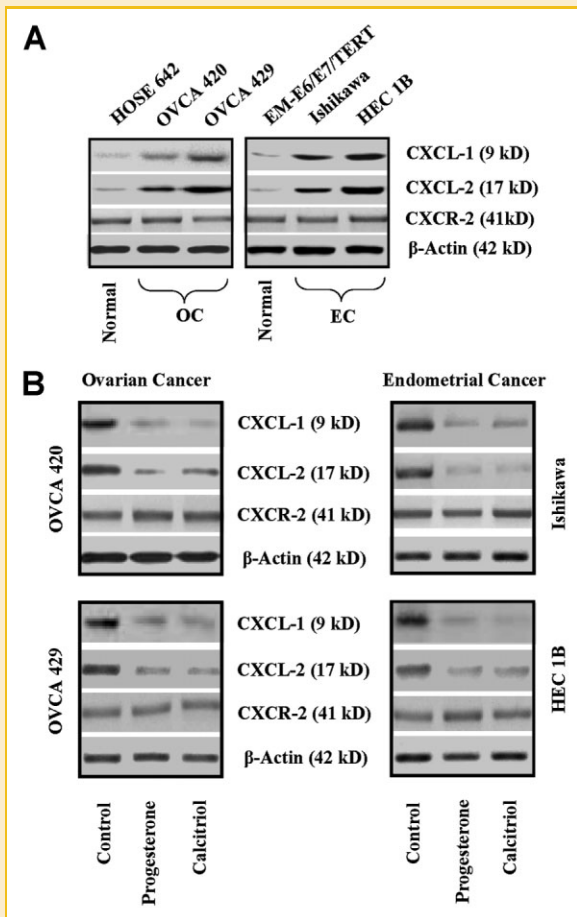 A
HOSE 642
OVCA 420
OVCA 429
EM-E6/E7/TERT
Ishikawa
HEC 1B
CXCL-1 (9 kD)
CXCL-2 (17 kD)
CXCR-2 (41kD)
β-Actin (42 kD)
Normal
OC
Normal
EC
B
Ovarian Cancer
Endometrial Cancer
OVCA 420
CXCL-1 (9 kD)
CXCL-2 (17 kD)
CXCR-2 (41 kD)
β-Actin (42 kD)
Ishikawa
OVCA 429
CXCL-1 (9 kD)
CXCL-2 (17 kD)
CXCR-2 (41 kD)
β-Actin (42 kD)
HEC 1B
Control
Progesterone
Calcitriol
Control
Progesterone
Calcitriol